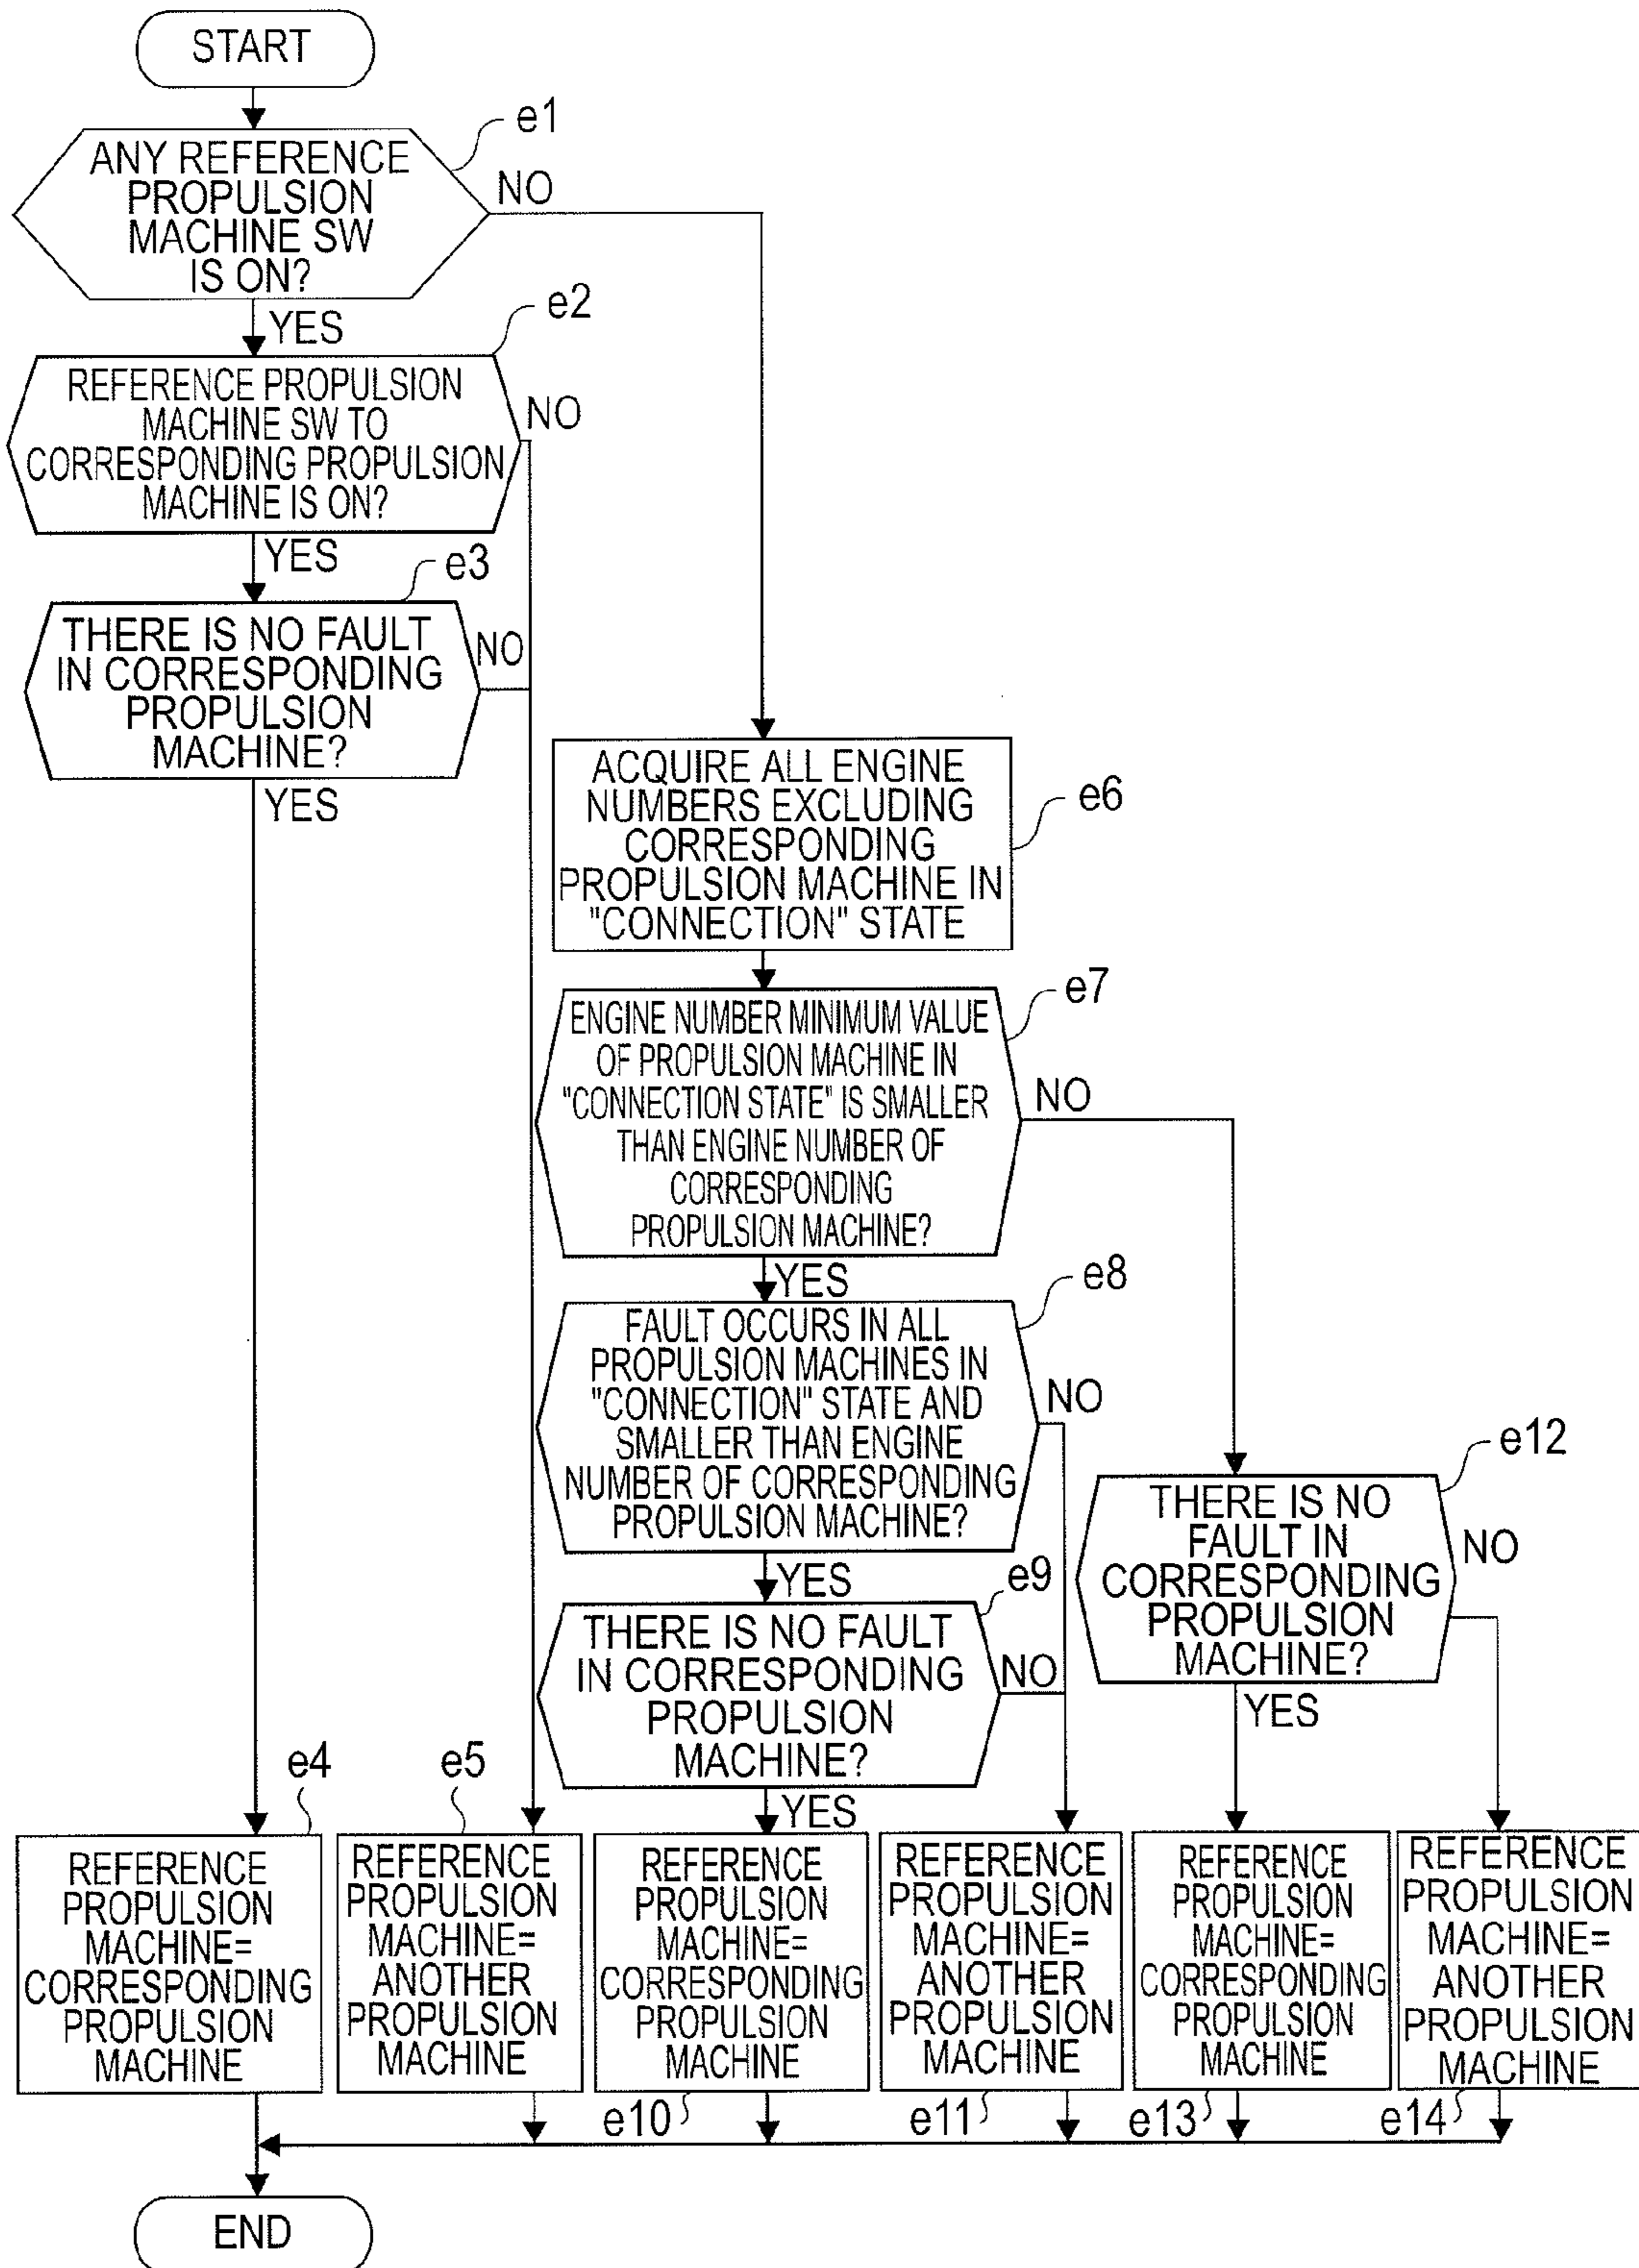 START
e1
ANY REFERENCE
PROPULSION
MACHINE SW
IS ON?
NO
YES
e2
REFERENCE PROPULSION
MACHINE SW TO
CORRESPONDING PROPULSION
MACHINE IS ON?
NO
YES
e3
THERE IS NO FAULT
IN CORRESPONDING
PROPULSION
MACHINE?
NO
YES
ACQUIRE ALL ENGINE
NUMBERS EXCLUDING
CORRESPONDING
PROPULSION MACHINE IN
"CONNECTION" STATE
e6
e7
ENGINE NUMBER MINIMUM VALUE
OF PROPULSION MACHINE IN
"CONNECTION STATE" IS SMALLER
THAN ENGINE NUMBER OF
CORRESPONDING
PROPULSION MACHINE?
NO
YES
e8
FAULT OCCURS IN ALL
PROPULSION MACHINES IN
"CONNECTION" STATE AND
SMALLER THAN ENGINE
NUMBER OF CORRESPONDING
PROPULSION MACHINE?
NO
YES
e9
THERE IS NO FAULT
IN CORRESPONDING
PROPULSION
MACHINE?
NO
YES
e12
THERE IS NO
FAULT IN
CORRESPONDING
PROPULSION
MACHINE?
NO
YES
e4
REFERENCE
PROPULSION
MACHINE=
CORRESPONDING
PROPULSION
MACHINE
e5
REFERENCE
PROPULSION
MACHINE=
ANOTHER
PROPULSION
MACHINE
REFERENCE
PROPULSION
MACHINE=
CORRESPONDING
PROPULSION
MACHINE
e10
REFERENCE
PROPULSION
MACHINE=
ANOTHER
PROPULSION
MACHINE
e11
REFERENCE
PROPULSION
MACHINE=
CORRESPONDING
PROPULSION
MACHINE
e13
REFERENCE
PROPULSION
MACHINE=
ANOTHER
PROPULSION
MACHINE
e14
END